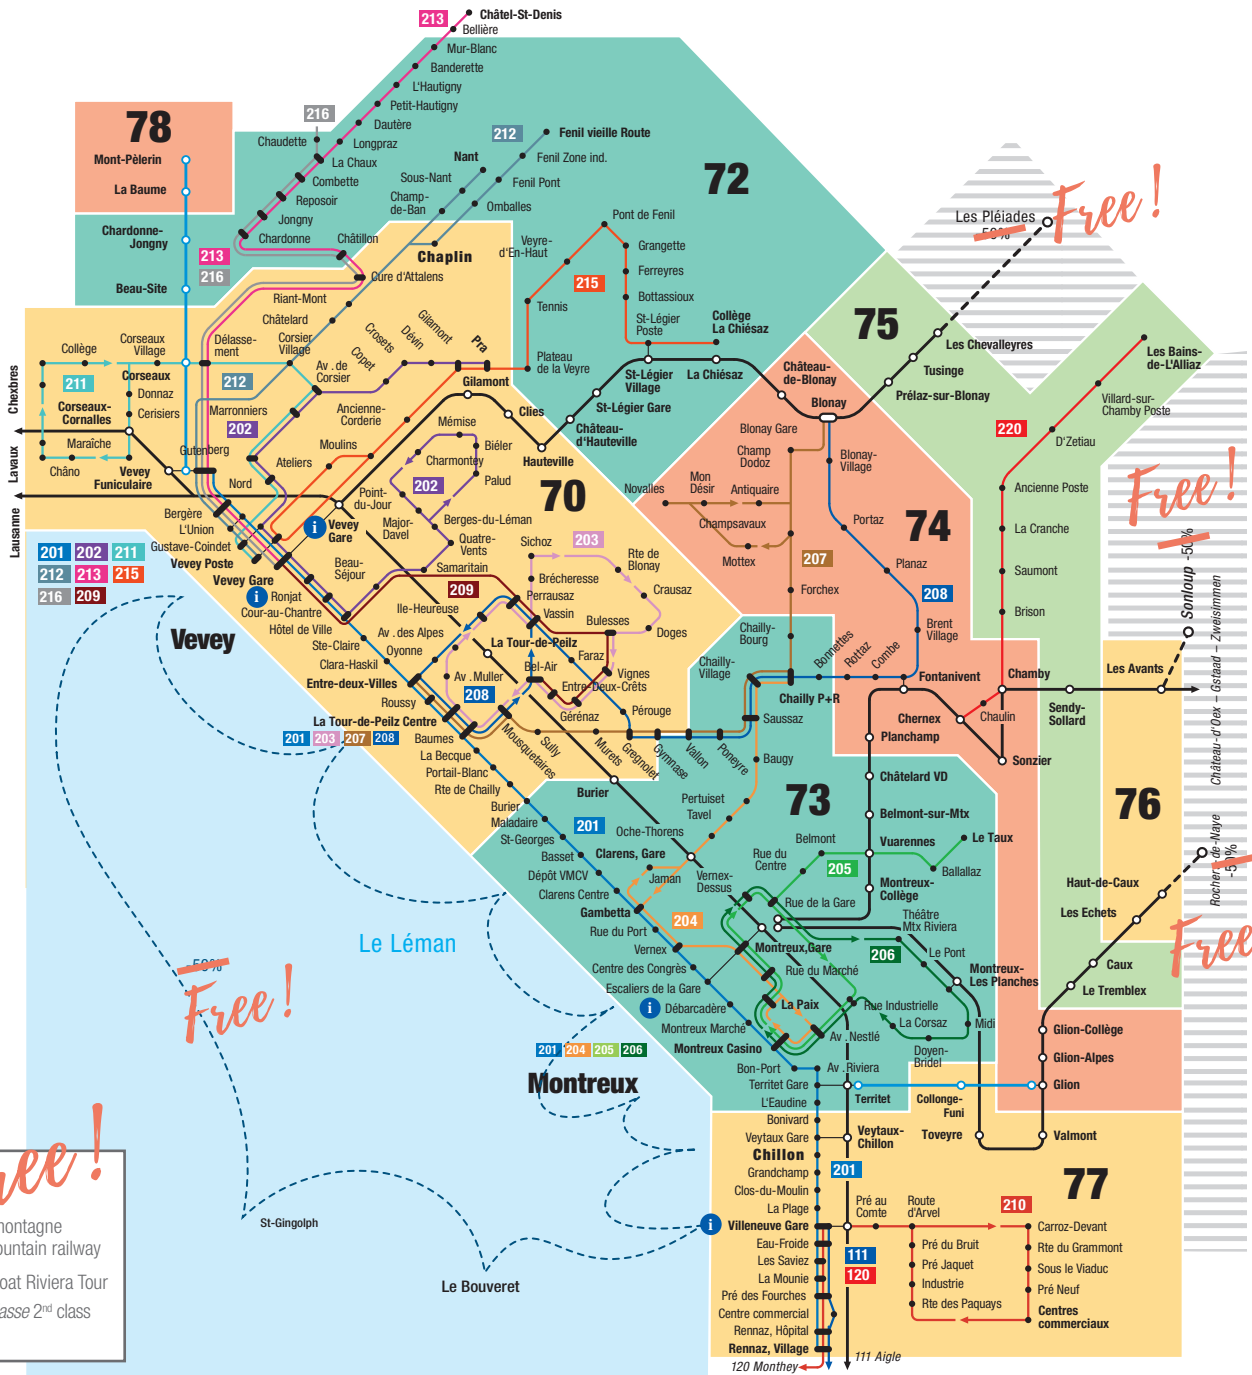 213
Châtel-St-Denis
Bellière
Mur-Blanc
Banderette
L'Hautigny
Petit-Hautigny
Dautère
Longpraz
216
Chaudette
La Chaux
Combette
Reposoir
Jongny
Chardonne
Châtillon
Cure d'Attalens
78
Mont-Pèlerin
La Baume
Chardonne-
Jongny
Beau-Site
213
216
212
Fenil vieille Route
Fenil Zone ind.
Fenil Pont
Omballes
Nant
Sous-Nant
Champ-
de-Ban
Chaplin
72
Pont de Fenil
Veyre-
d'En-Haut
Grangette
Ferreyres
Bottassioux
215
Tennis
St-Légier
Poste
Collège
La Chiésaz
Plateau
de la Veyre
St-Légier
Village
La Chiésaz
St-Légier Gare
Château-
d'Hauteville
Hauteville
Château-
de-Blonay
Blonay
75
Les Pléiades
-50%
Free !
Les Chevalleyres
Tusinge
Prélaz-sur-Blonay
Les Bains-
de-L'Alliaz
Villard-sur-
Chamby Poste
D'Zetiau
220
Ancienne Poste
La Cranche
Saumont
Brison
Free !
Sonloup -50%
Riant-Mont
Châtelard
Corsier
Village
Délasse-
ment
Corseaux
Village
Collège
211
Corseaux
Donnaz
Cerisiers
Corseaux-
Cornalles
Maraîche
Châno
Vevey
Funiculaire
Chexbres
Lavaux
Lausanne
212
Marronniers
202
Gutenberg
Ateliers
Nord
Av . de
Corsier
Copet
Crosets
Dévin
Gilamont
Pra
Gilamont
Ancienne-
Corderie
Moulins
Clies
Mémise
Biéler
Charmontey
Palud
202
Point-
du-Jour
Major-
Davel
Berges-du-Léman
Quatre-
Vents
Samaritain
70
Bergère
L'Union
Gustave-Coindet
Vevey Poste
Vevey Gare
i
Vevey
Gare
i
Ronjat
Cour-au-Chantre
Hôtel de Ville
Ste-Claire
Clara-Haskil
Entre-deux-Villes
Roussy
La Tour-de-Peilz Centre
201 203 207 208
Baumes
La Becque
Portail-Blanc
Rte de Chailly
Burier
Maladaire
St-Georges
Basset
Dépôt VMCV
Clarens Centre
Gambetta
Rue du Port
Vernex
Centre des Congrès
Escaliers de la Gare
i
Débarcadère
Montreux Marché
Montreux Casino
201 202 211
212 213 215
216 209
Vevey
Beau-
Séjour
209
Ile-Heureuse
Av . des Alpes
Oyonne
Perrausaz
Vassin
La Tour-de-Peilz
Bel-Air
Av . Muller
208
Sichoz
203
Brécheresse
Rte de
Blonay
Crausaz
Bulesses
Doges
Faraz
Vignes
Entre-Deux-Crêts
Gérénaz
Pérouge
Mousquetaires
Sully
Murets
Gregnolet
Gymnase
Vallon
Poneyre
Burier
Blonay Gare
Champ
Dodoz
Blonay-
Village
Novalles
Mon
Désir
Antiquaire
Champsavaux
Mottex
207
Forchex
Portaz
74
Planaz
208
Brent
Village
Chailly-
Bourg
Chailly-
Village
Chailly P+R
Bonnettes
Rottaz
Combe
Fontanivent
Saussaz
Baugy
Chernex
Chaulin
Chamby
Sendy-
Sollard
Les Avants
Planchamp
Sonzier
Châtelard VD
Belmont-sur-Mtx
Vuarennes
Le Taux
Ballallaz
73
Pertuiset
Tavel
Oche-Thorens
Belmont
Rue du
Centre
205
201
Clarens, Gare
Jaman
Vernex-
Dessus
Rue de la Gare
Montreux-
Collège
204
Théâtre
Mtx Riviera
206
Le Pont
Montreux,Gare
Rue du Marché
Montreux-
Les Planches
La Paix
Rue Industrielle
La Corsaz
Midi
Av . Nestlé
Doyen-
Bridel
76
Haut-de-Caux
Les Echets
Caux
Le Tremblex
Rochers-de-Naye
-50%
Free
Château-d'Oex Gstaad – Zweisimmen
Glion-Collège
Glion-Alpes
Glion
Le Léman
-50%
Free !
201 204 205 206
Montreux
Bon-Port
Av . Riviera
Territet Gare
Territet
Collonge-
Funi
L'Eaudine
Bonivard
Veytaux Gare
Veytaux-
Chillon
Toveyre
Valmont
Chillon
Grandchamp
201
Clos-du-Moulin
La Plage
77
i
Villeneuve Gare
Pré au
Comte
Route
d'Arvel
210
Carroz-Devant
Rte du Grammont
Sous le Viaduc
Pré Neuf
Centres
commerciaux
Pré du Bruit
Pré Jaquet
Industrie
Rte des Paquays
Eau-Froide
Les Saviez
La Mounie
Pré des Fourches
Centre commercial
Rennaz, Hôpital
Rennaz, Village
111
120
120 Monthey
111 Aigle
St-Gingolph
Le Bouveret
ree !
montagne
ountain railway
oat Riviera Tour
asse 2nd class